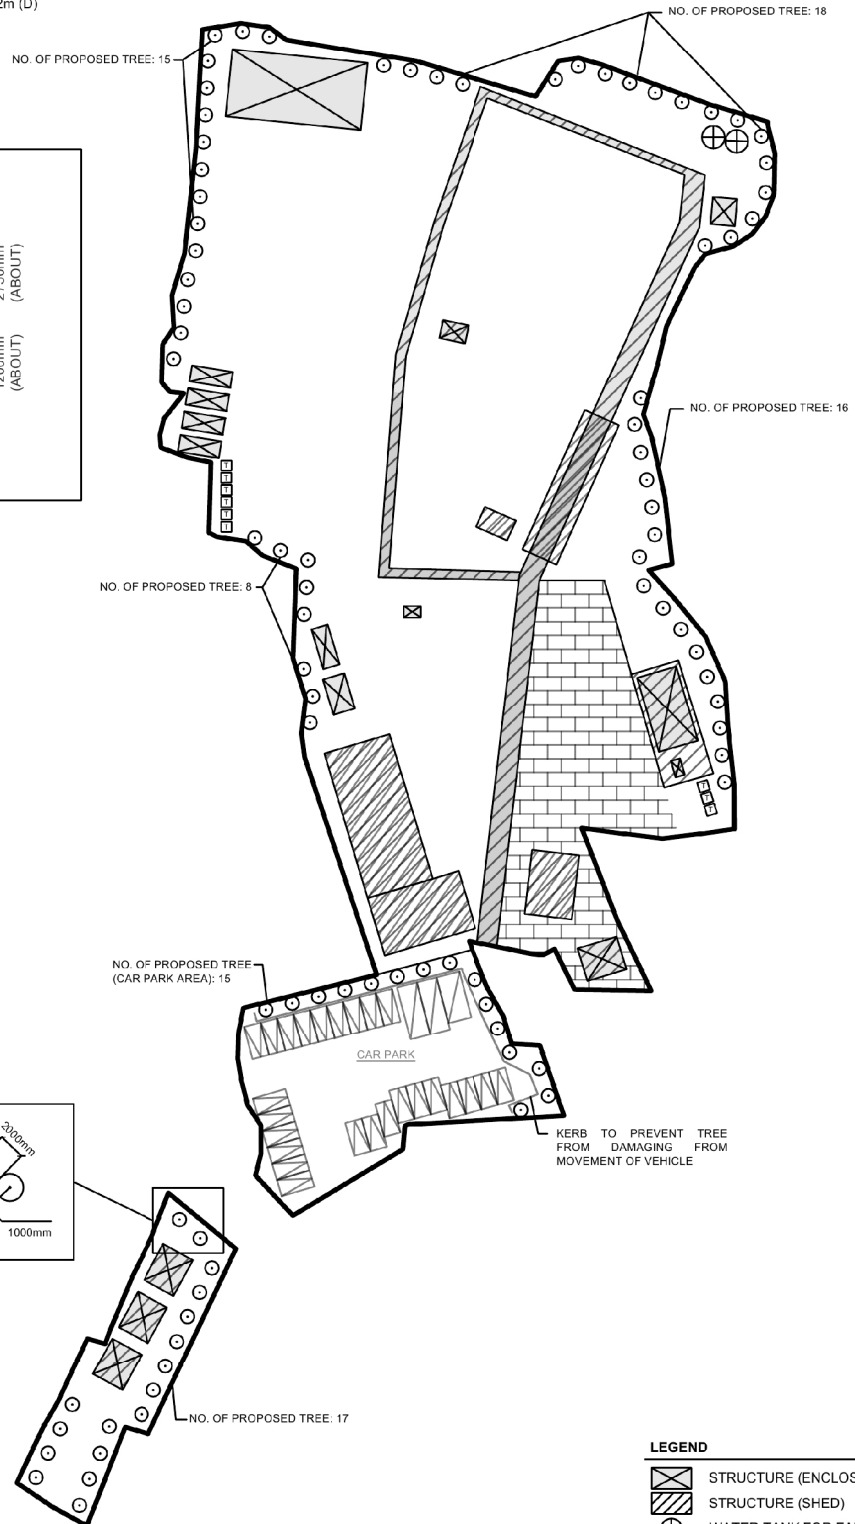 2m (D)
NO. OF PROPOSED TREE: 18
NO. OF PROPOSED TREE: 15
(ABOUT)
(ABOUT)
NO. OF PROPOSED TREE: 16
T
T
T
T
T
T
NO. OF PROPOSED TREE: 8
T
T
T
NO. OF PROPOSED TREE
(CAR PARK AREA): 15
CAR PARK
KERB TO PREVENT TREE
FROM DAMAGING FROM
MOVEMENT OF VEHICLE
2000mm
1000mm
NO. OF PROPOSED TREE: 17
LEGEND
STRUCTURE (ENCLOS
STRUCTURE (SHED)